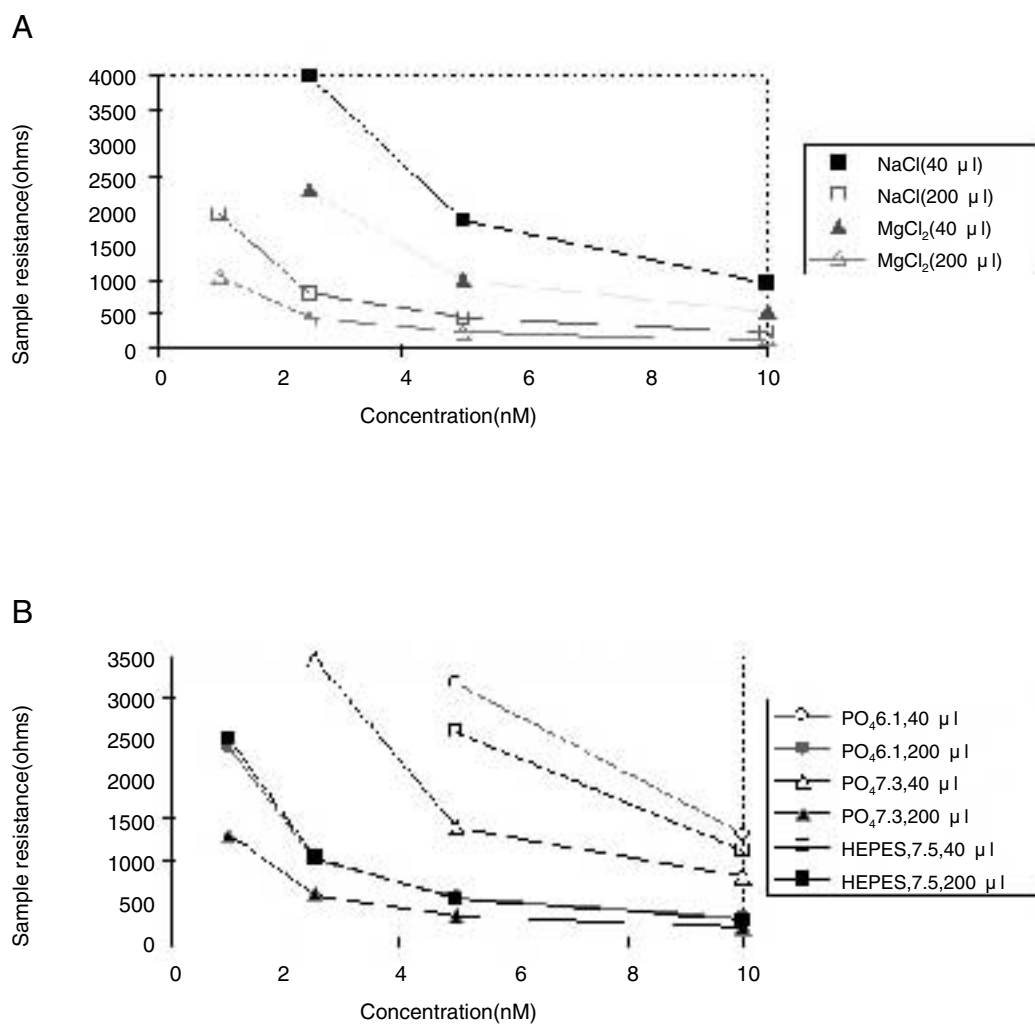 A
Sample resistance(ohms)
4000
3500
3000
2500
2000
1500
1000
500
0
0 2 4 6 8 10
Concentration(nM)
NaCl(40 µl)
NaCl(200 µl)
MgCl₂(40 µl)
MgCl₂(200 µl)
B
Sample resistance(ohms)
3500
3000
2500
2000
1500
1000
500
0
0 2 4 6 8 10
Concentration(nM)
PO₄6.1,40 µl
PO₄6.1,200 µl
PO₄7.3,40 µl
PO₄7.3,200 µl
HEPES,7.5,40 µl
HEPES,7.5,200 µl